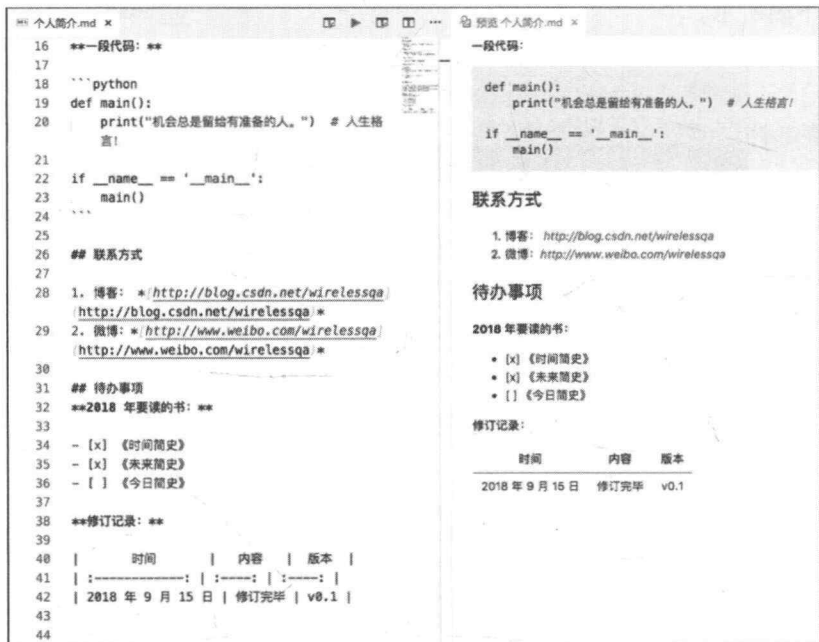 个人简介.md ×
16 **一段代码：**
17
18 ```python
19 def main():
20 print("机会总是留给有准备的人。") # 人生格
言!
21
22 if __name__ == '__main__':
23 main()
24 ```
25
26 ## 联系方式
27
28 1. 博客： *[http://blog.csdn.net/wirelessqa]
(http://blog.csdn.net/wirelessqa)*
29 2. 微博：*[http://www.weibo.com/wirelessqa]
(http://www.weibo.com/wirelessqa)*
30
31 ## 待办事项
32 **2018 年要读的书：**
33
34 - [x] 《时间简史》
35 - [x] 《未来简史》
36 - [ ] 《今日简史》
37
38 **修订记录：**
39
40 | 时间 | 内容 | 版本 |
41 | :------------: | :----: | :----: |
42 | 2018 年 9 月 15 日 | 修订完毕 | v0.1 |
43
44
预览 个人简介.md ×
一段代码：
def main():
print("机会总是留给有准备的人。") # 人生格言!
if __name__ == '__main__':
main()
联系方式
1. 博客： http://blog.csdn.net/wirelessqa
2. 微博：http://www.weibo.com/wirelessqa
待办事项
2018 年要读的书：
• [x] 《时间简史》
• [x] 《未来简史》
• [ ] 《今日简史》
修订记录：
时间 内容 版本
2018 年 9 月 15 日 修订完毕 v0.1